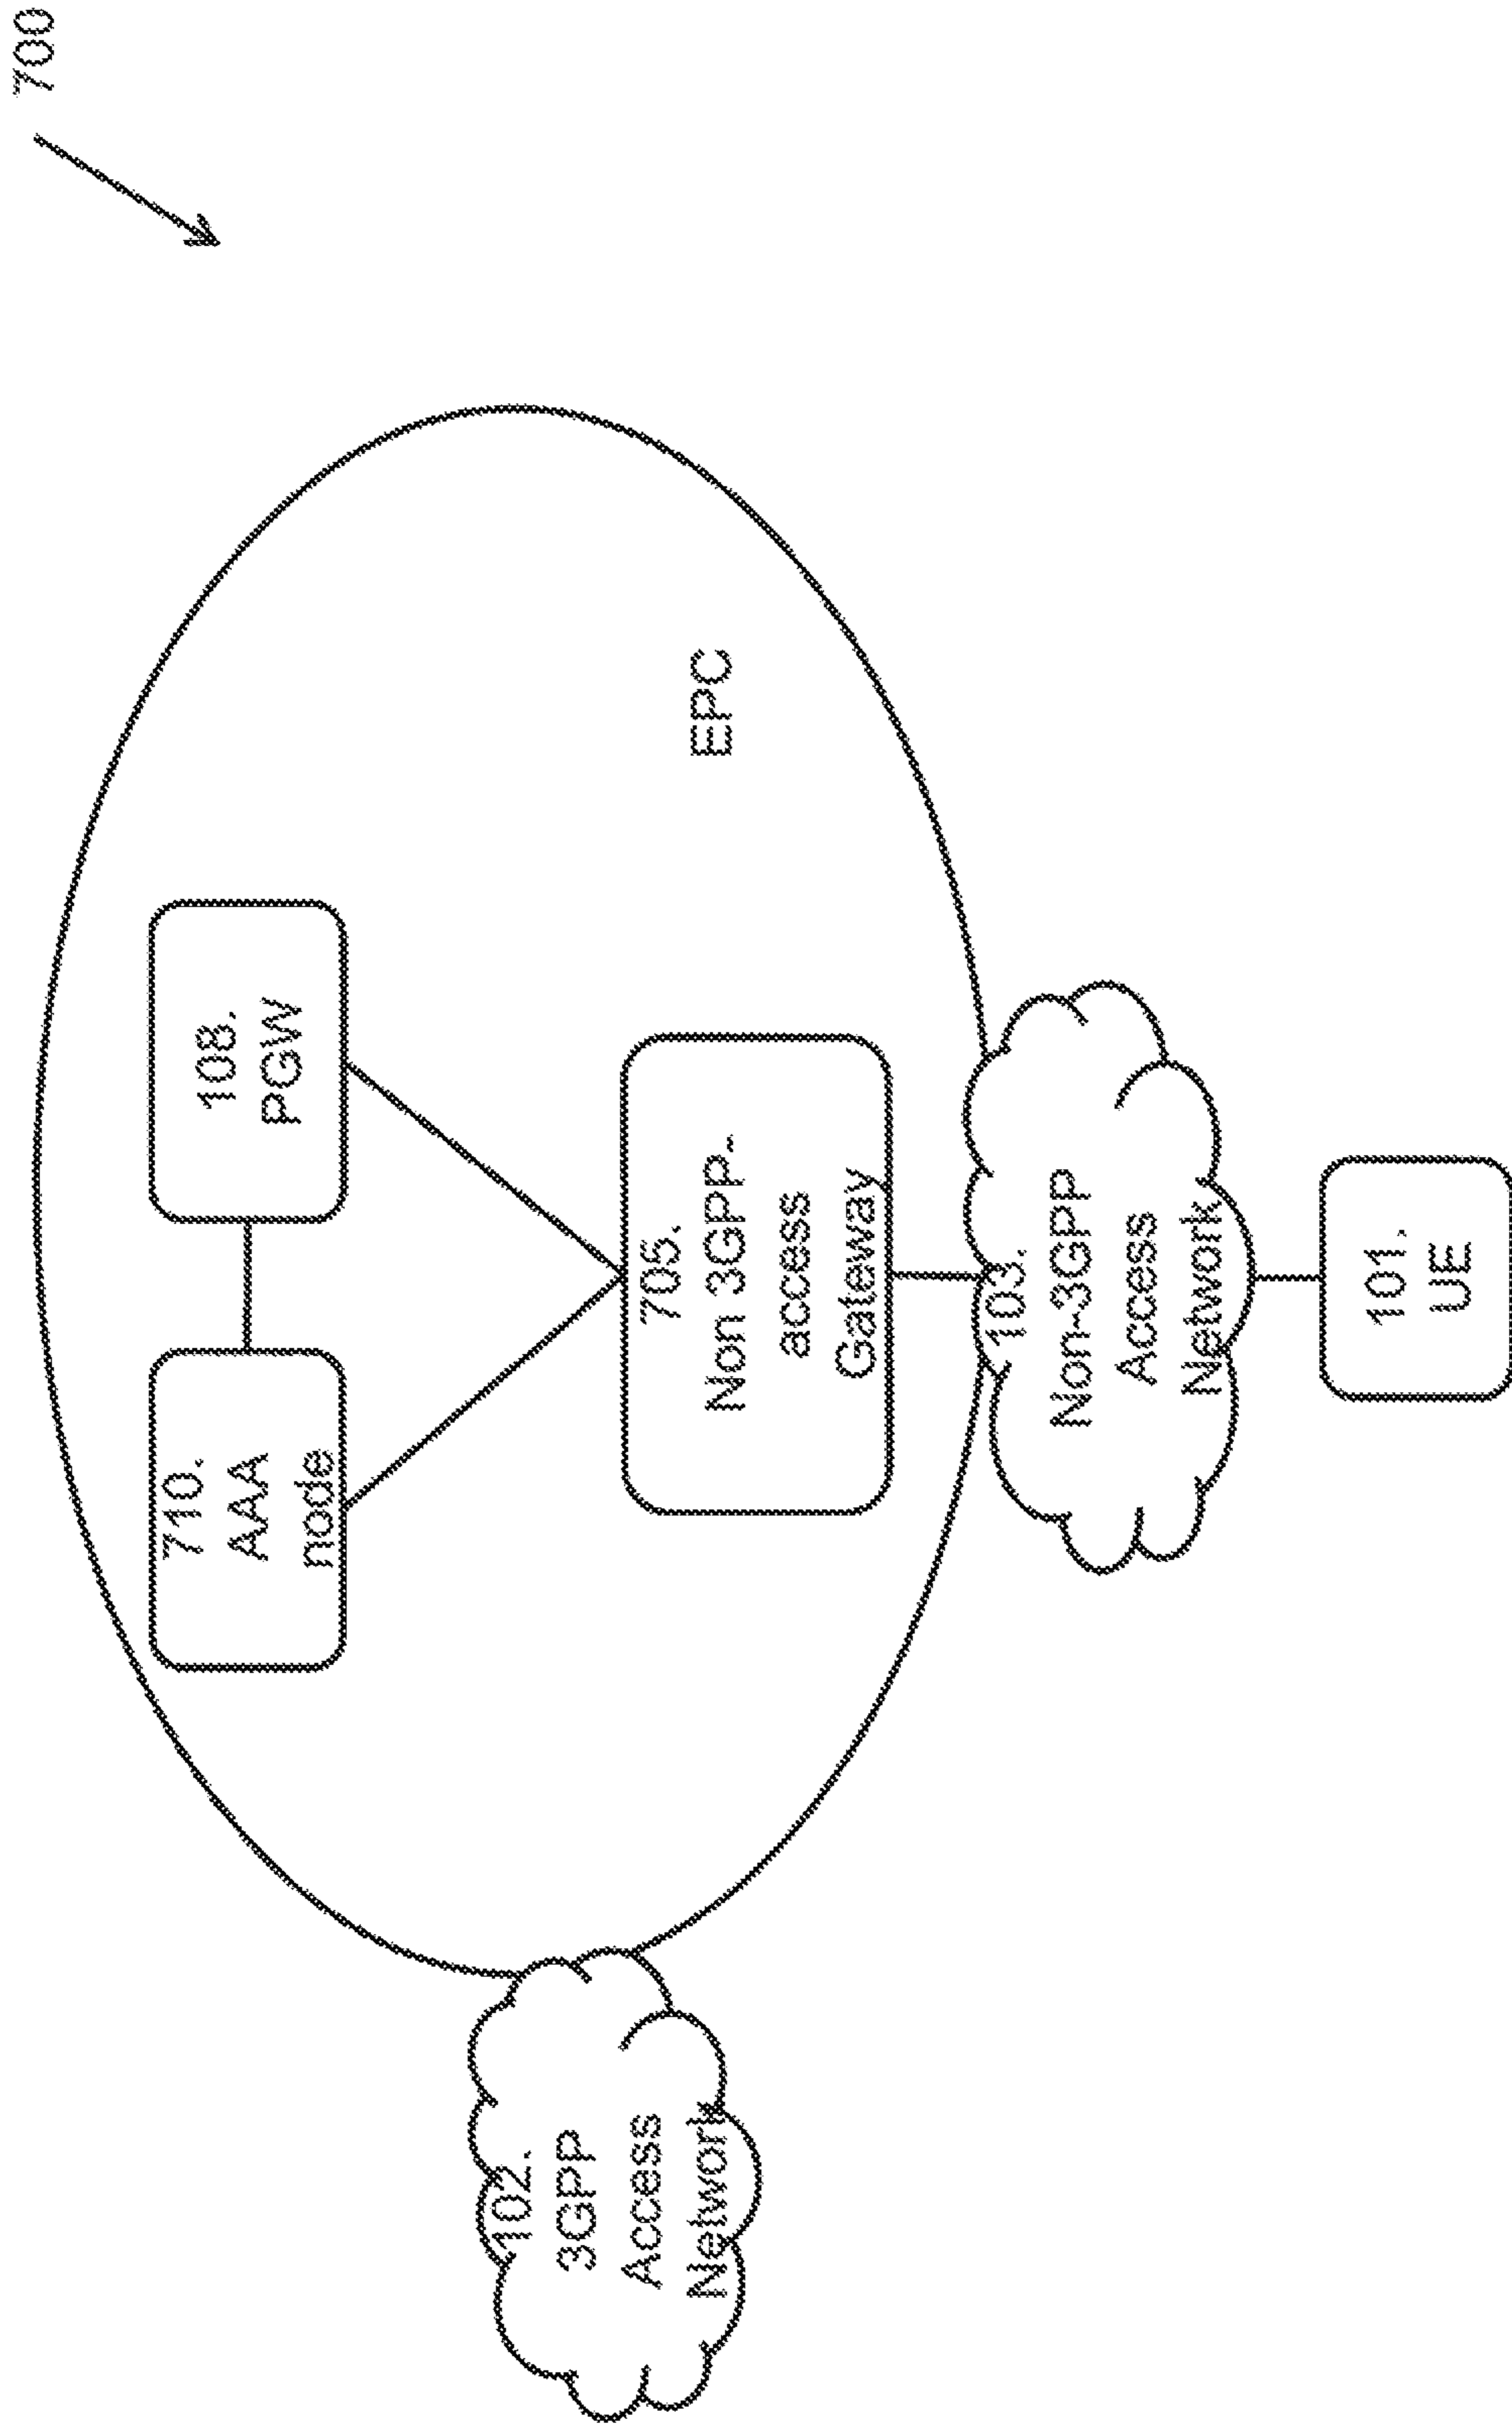 700
710.
AAA
node
108.
PGW
705.
Non 3GPP-
access
Gateway
EPC
102.
3GPP
Access
Network
103.
Non-3GPP
Access
Network
101.
UE